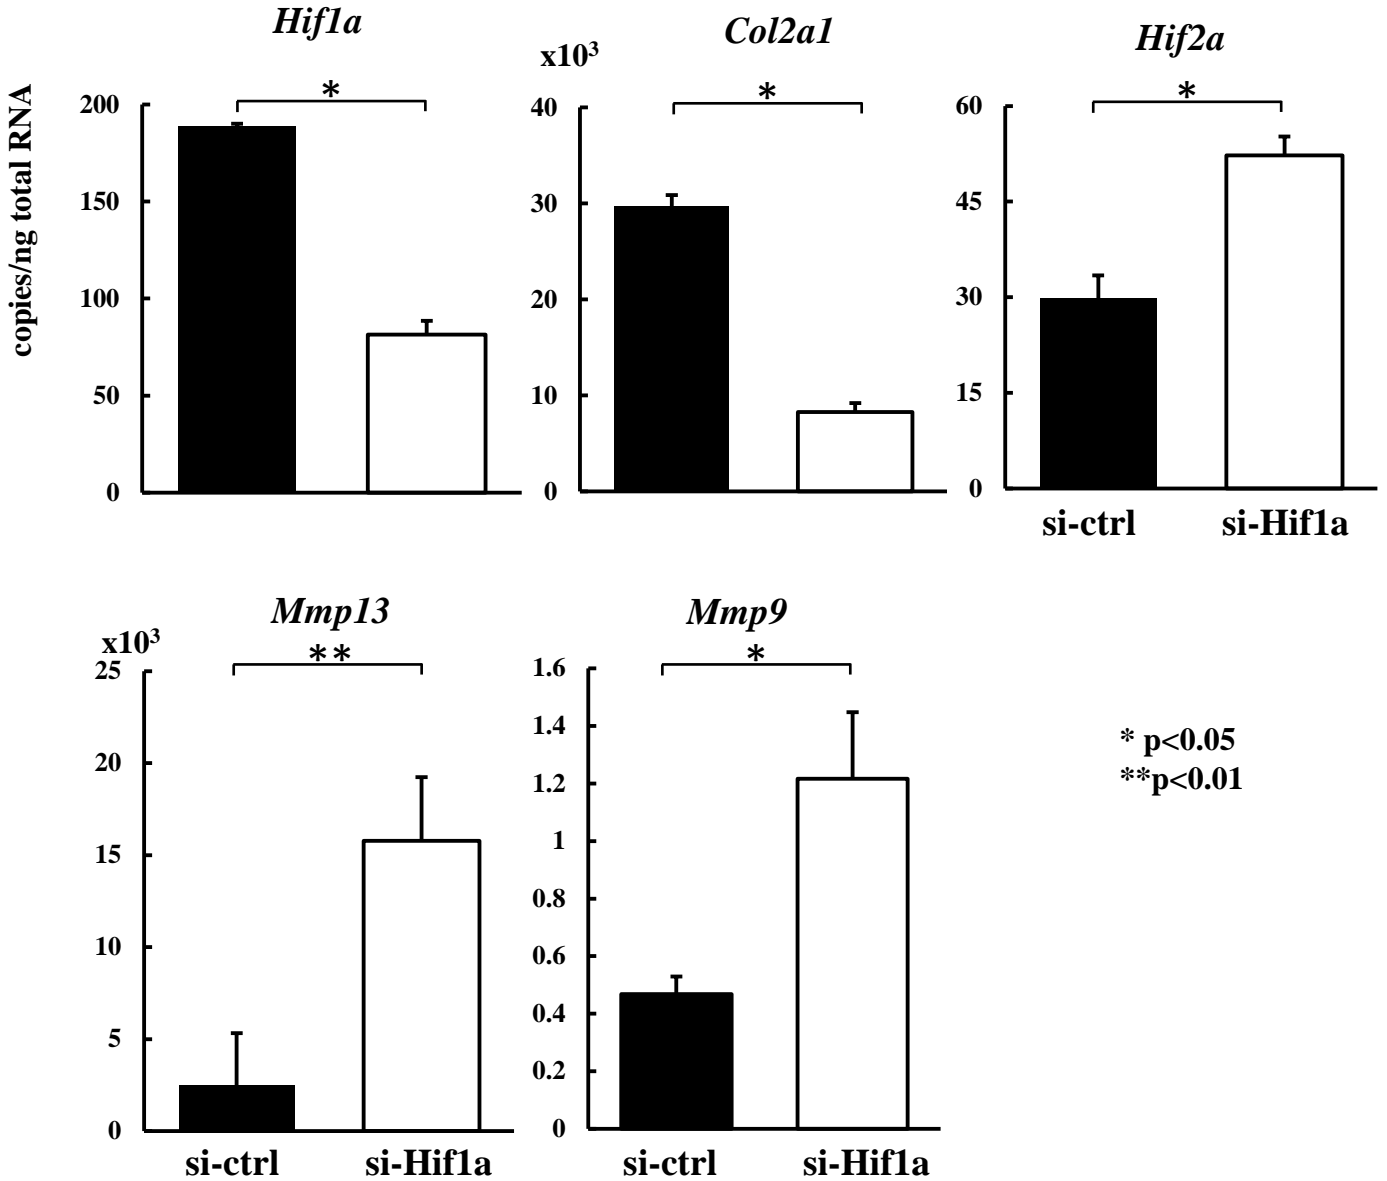 Hif1a
Col2a1
Hif2a
x10³
copies/ng total RNA
*
200
150
100
50
0
*
40
30
20
10
0
*
60
45
30
15
0
si-ctrl si-Hif1a
Mmp13
Mmp9
x10³
**
25
20
15
10
5
0
si-ctrl si-Hif1a
*
1.6
1.4
1.2
1
0.8
0.6
0.4
0.2
0
si-ctrl si-Hif1a
* p<0.05
**p<0.01